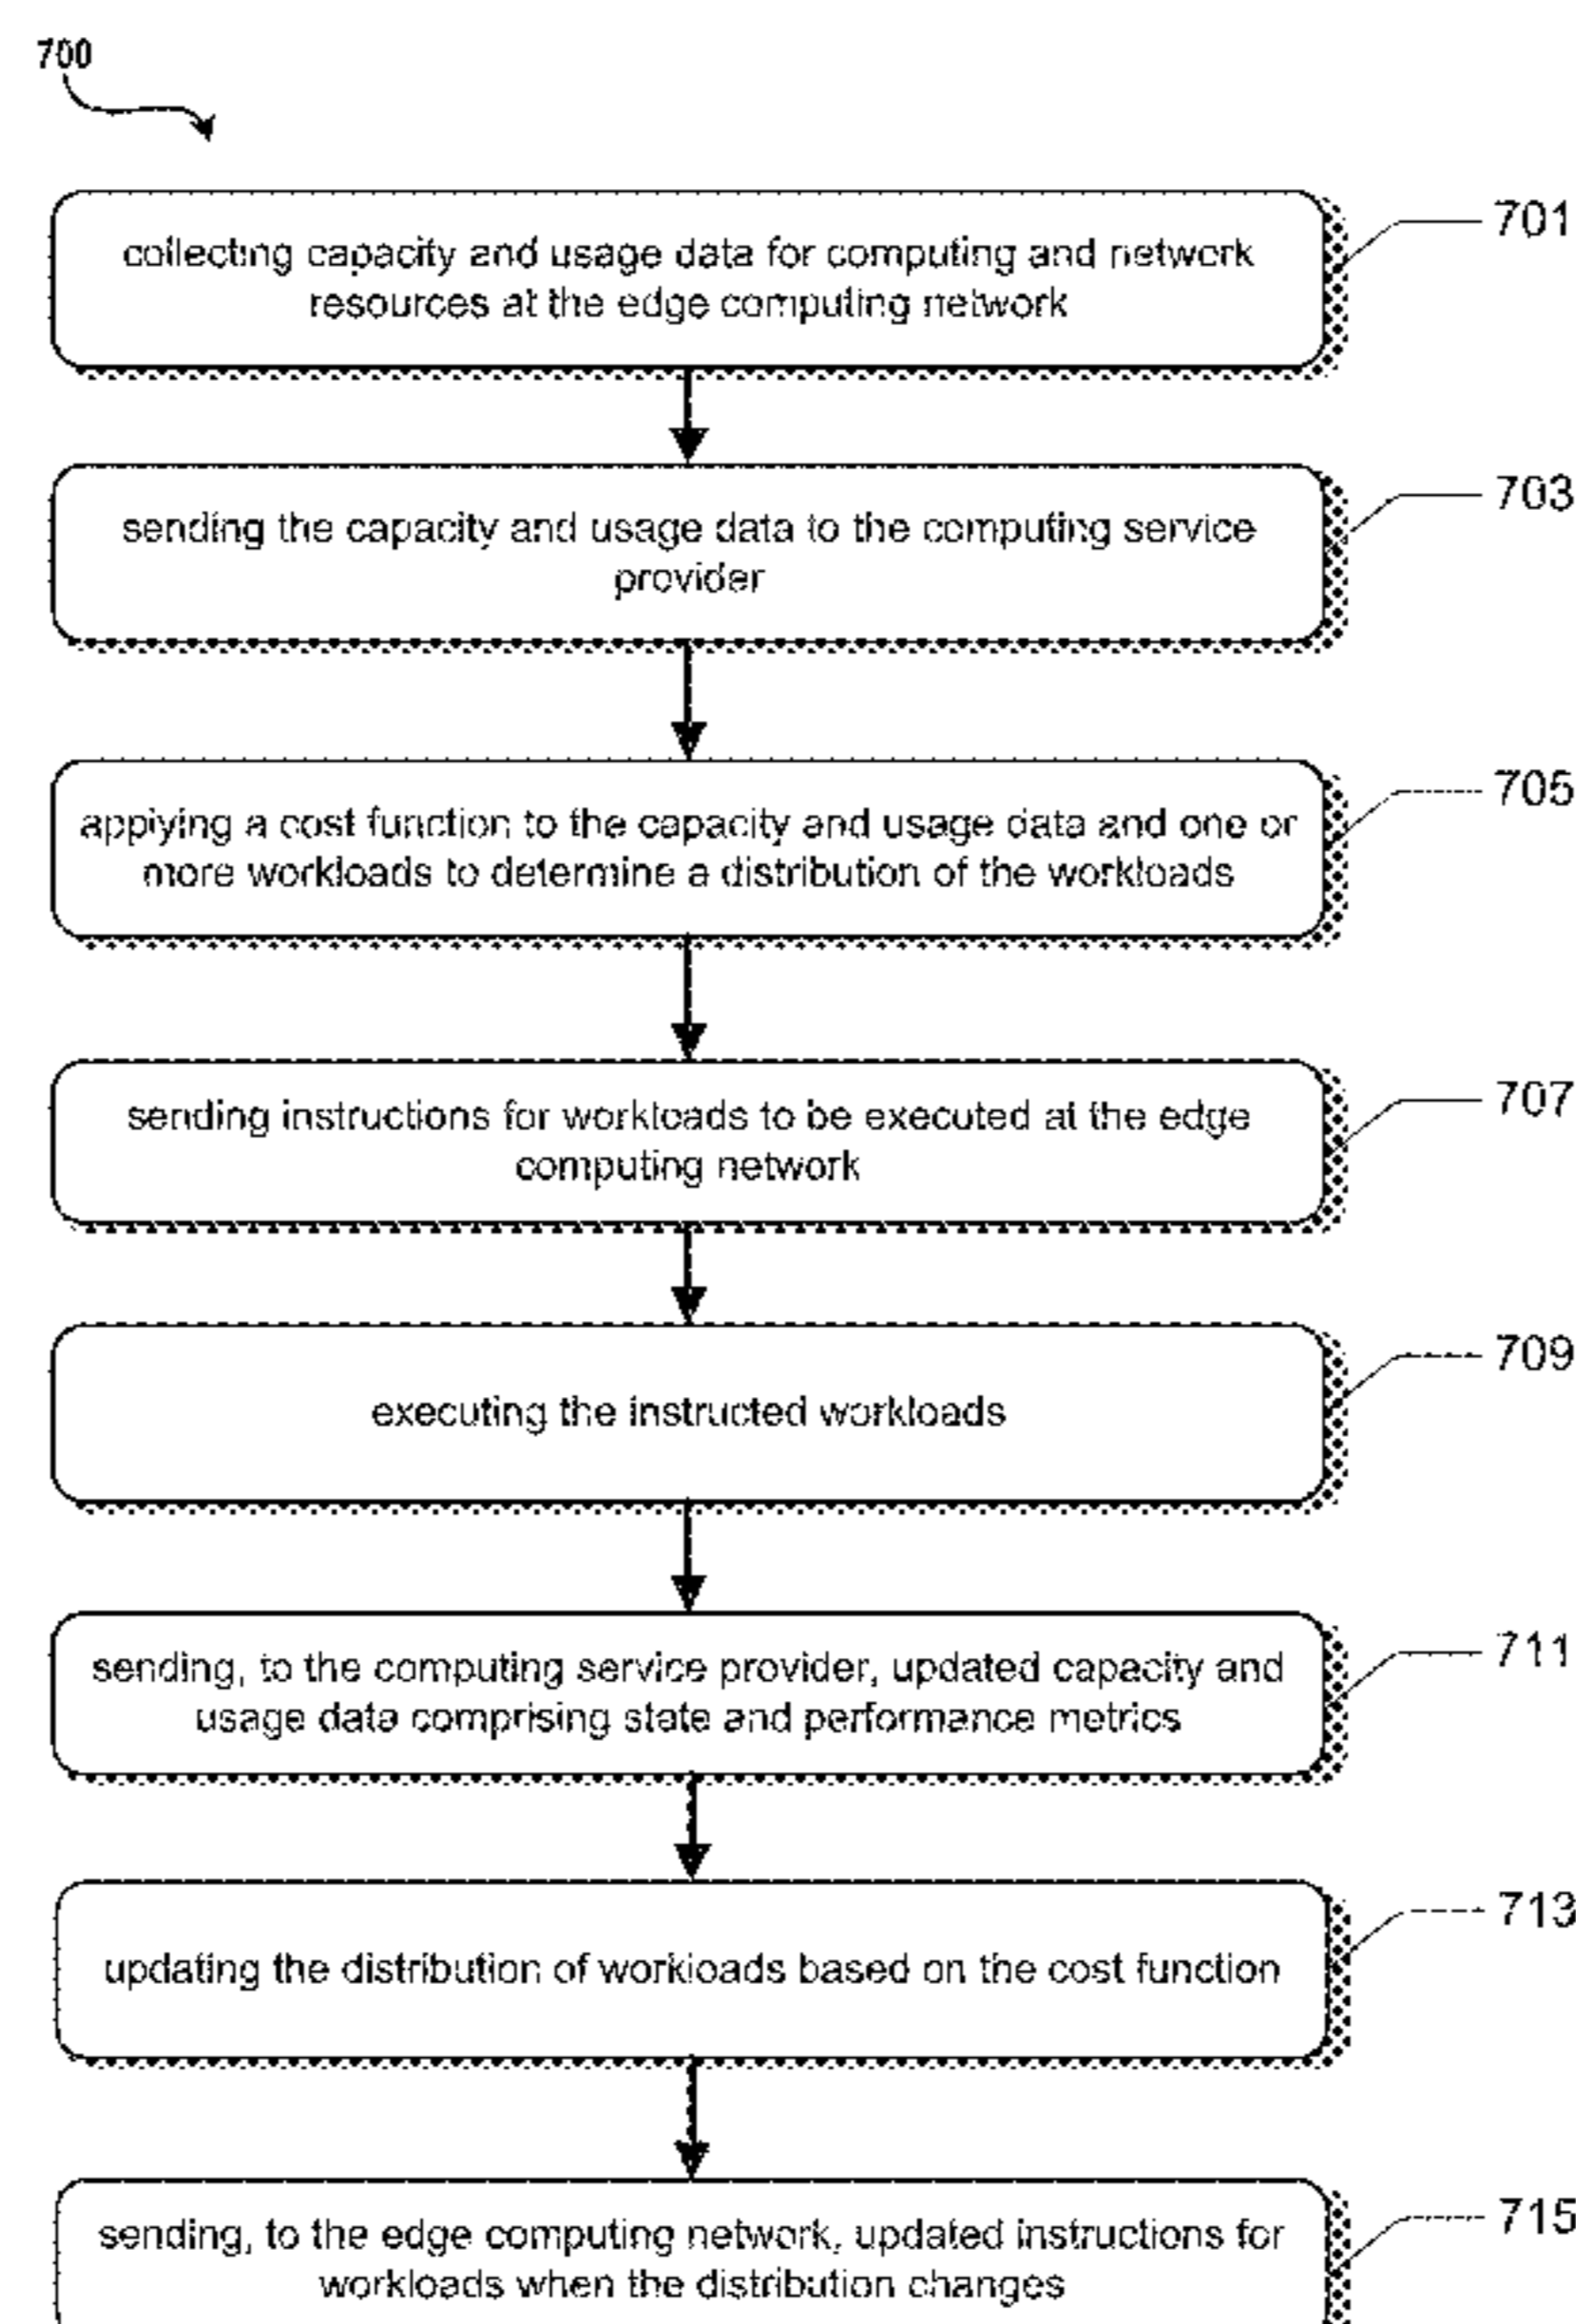 700
collecting capacity and usage data for computing and network
resources at the edge computing network
701
sending the capacity and usage data to the computing service
provider
703
applying a cost function to the capacity and usage data and one or
more workloads to determine a distribution of the workloads
705
sending instructions for workloads to be executed at the edge
computing network
707
executing the instructed workloads
709
sending, to the computing service provider, updated capacity and
usage data comprising state and performance metrics
711
updating the distribution of workloads based on the cost function
713
sending, to the edge computing network, updated instructions for
workloads when the distribution changes
715